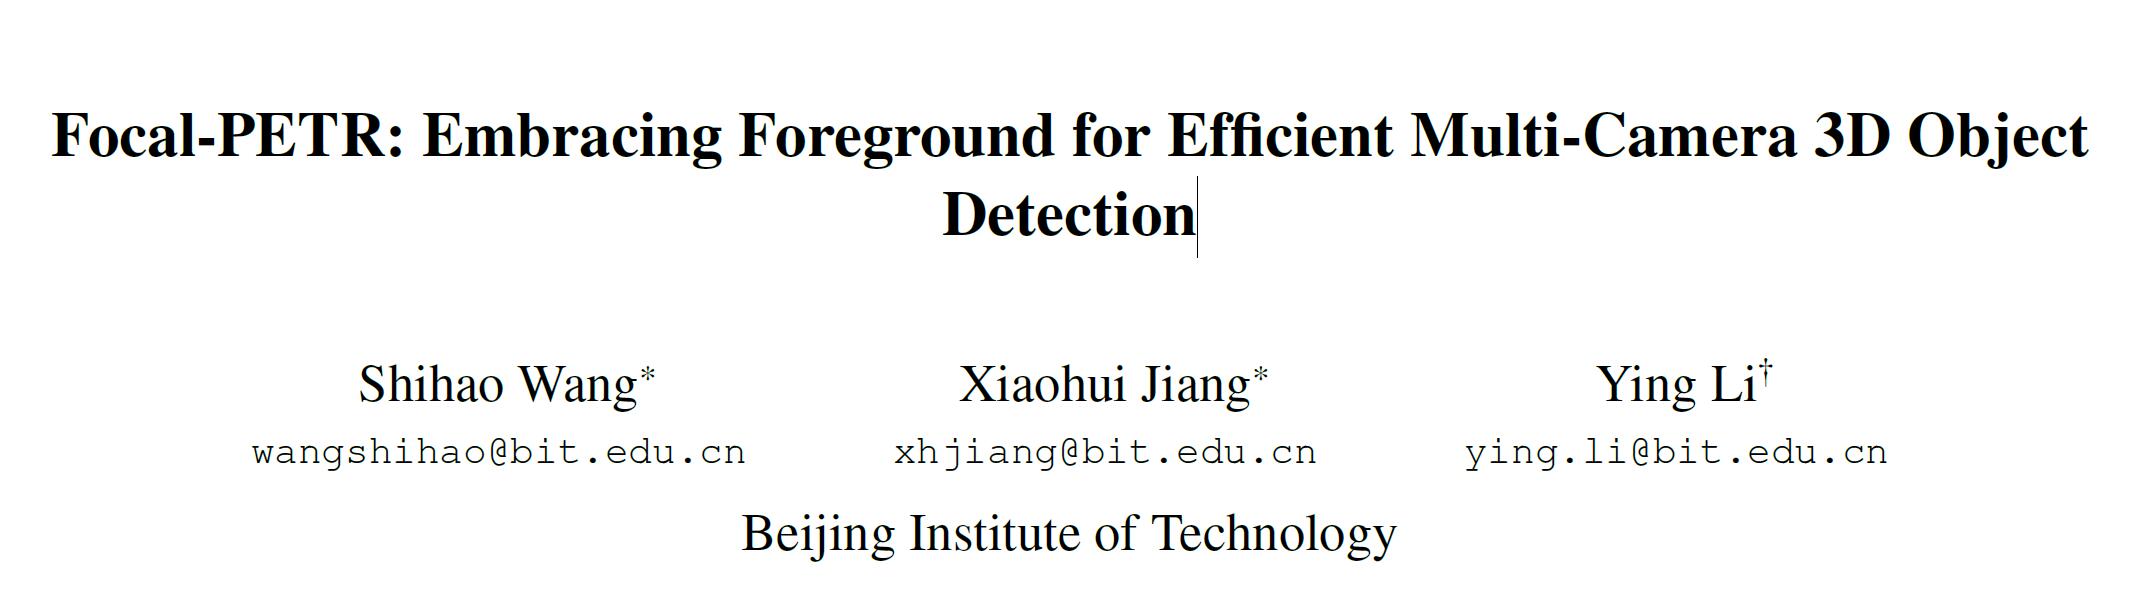 Focal-PETR: Embracing Foreground for Efficient Multi-Camera 3D Object
Detection
Shihao Wang* Xiaohui Jiang* Ying Li†
wangshihao@bit.edu.cn xhjiang@bit.edu.cn ying.li@bit.edu.cn
Beijing Institute of Technology